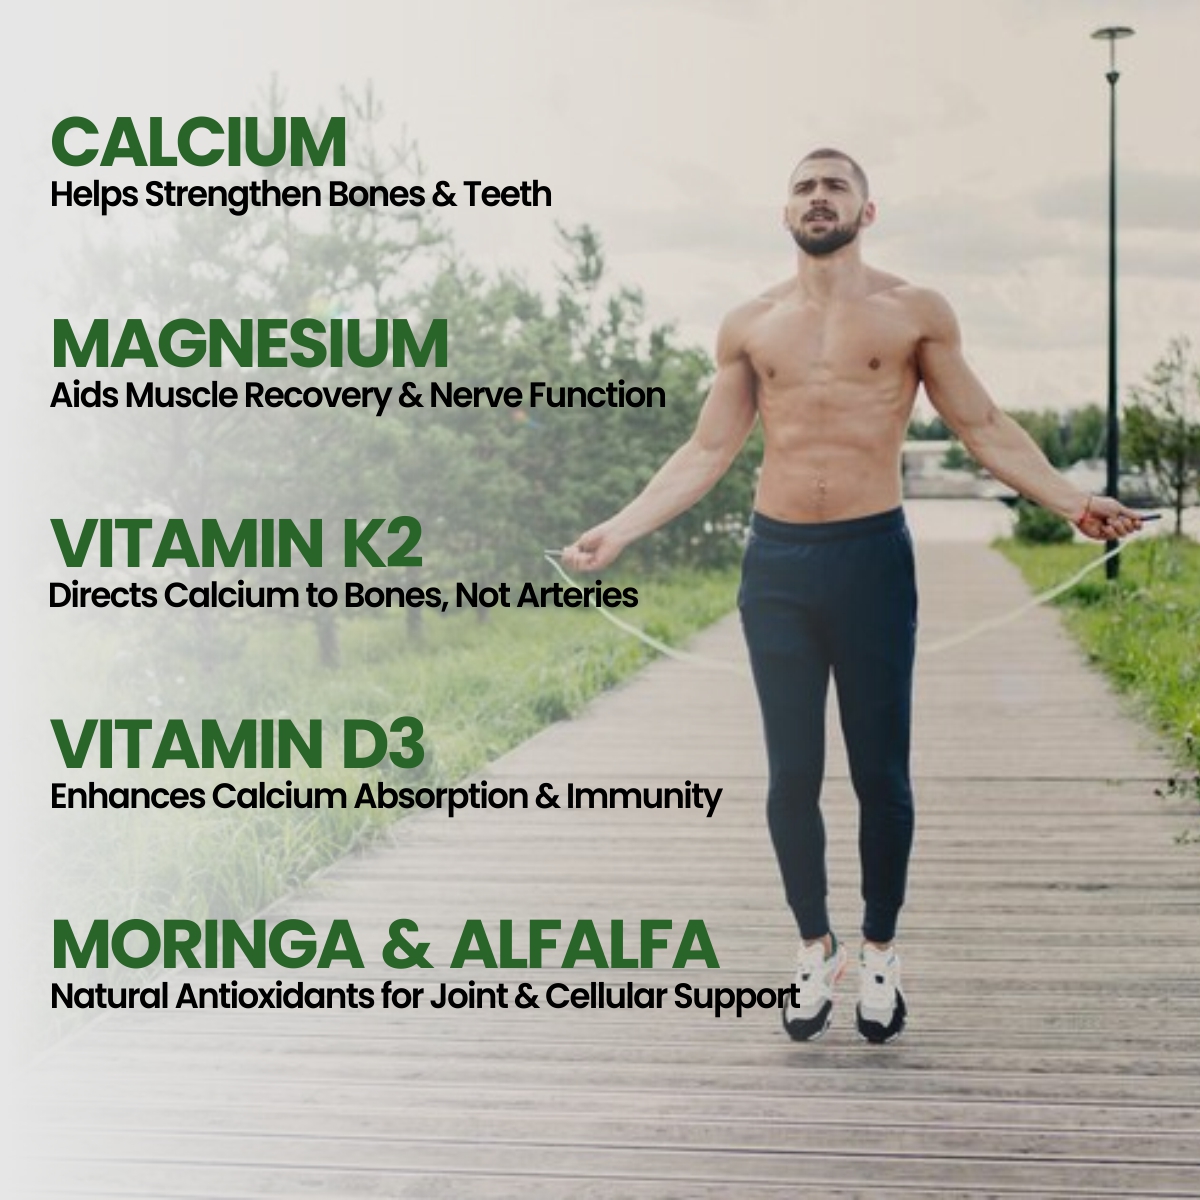 CALCIUM
Helps Strengthen Bones & Teeth
MAGNESIUM
Aids Muscle Recovery & Nerve Function
VITAMIN K2
Directs Calcium to Bones, Not Arteries
VITAMIN D3
Enhances Calcium Absorption & Immunity
MORINGA & ALFALFA
Natural Antioxidants for Joint & Cellular Support